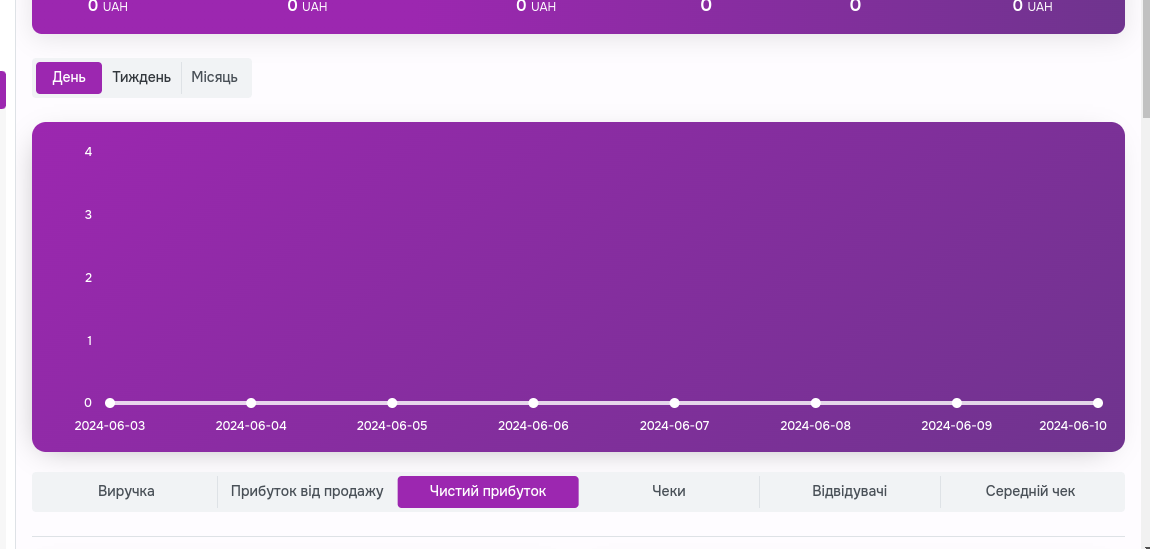 0 UAH 0 UAH 0 UAH 0 0 0 UAH
День Тиждень Місяць
4
3
2
1
0
2024-06-03 2024-06-04 2024-06-05 2024-06-06 2024-06-07 2024-06-08 2024-06-09 2024-06-10
Виручка Прибуток від продажу Чистий прибуток Чеки Відвідувачі Середній чек